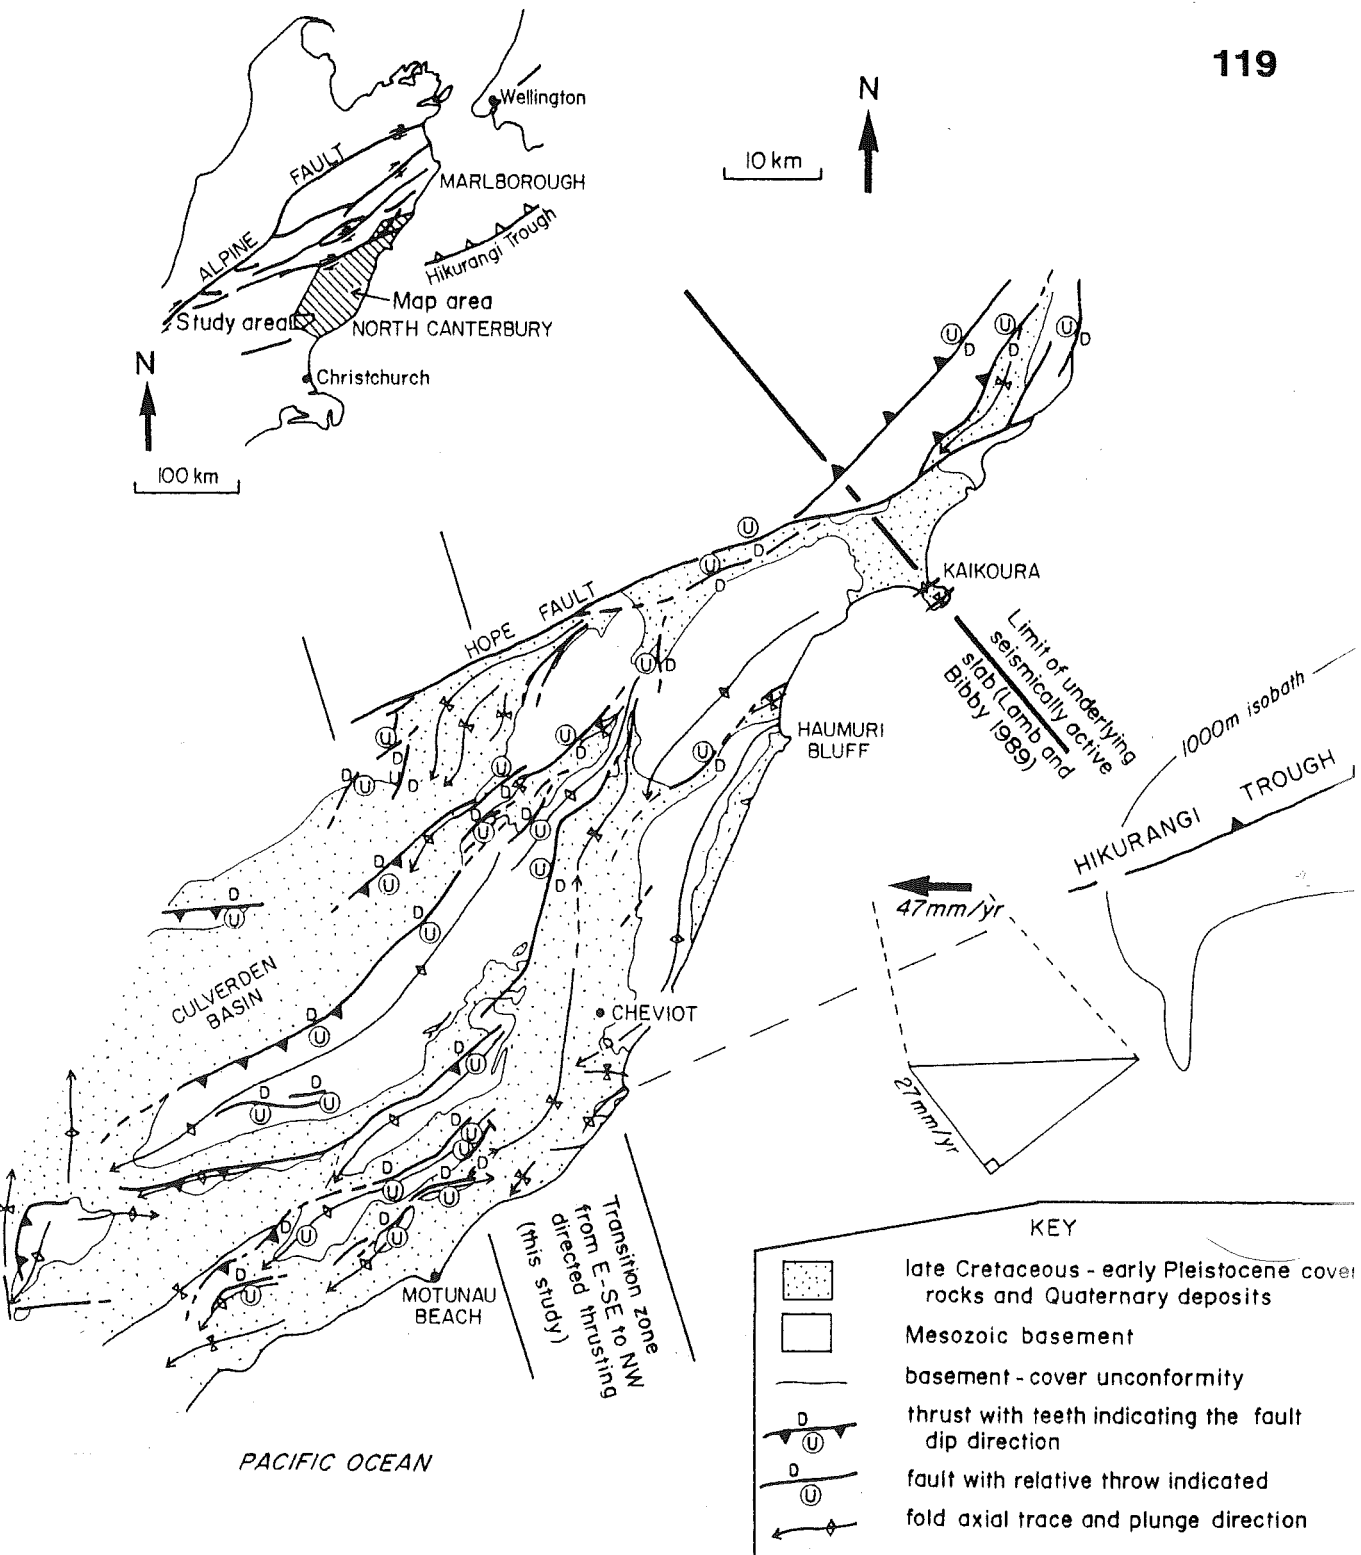 119
Wellington
FAULT
MARLBOROUGH
ALPINE
Hikurangi Trough
Map area
Study area
NORTH CANTERBURY
N
Christchurch
100 km
10 km
N
U
D
U
D
U
D
U
D
U
D
KAIKOURA
HOPE FAULT
Limit of underlying
seismically active
slab (Lamb and
Bibby 1989)
U
D
HAUMURI
BLUFF
1000m isobath
HIKURANGI TROUGH
U
D
U
D
U
D
D
U
U
D
U
D
D
U
D
U
D
U
U
D
D
U
D
U
47mm/yr
CULVERDEN
BASIN
D
U
CHEVIOT
D
U
27mm/yr
D
D
U
U
D
U
U
D
D
D
U
U
D
U
D
U
D
U
MOTUNAU
BEACH
Transition zone
from E-SE to NW
directed thrusting
(this study)
PACIFIC OCEAN
KEY
late Cretaceous - early Pleistocene cover
rocks and Quaternary deposits
Mesozoic basement
basement - cover unconformity
D
U
thrust with teeth indicating the fault
dip direction
D
U
fault with relative throw indicated
fold axial trace and plunge direction